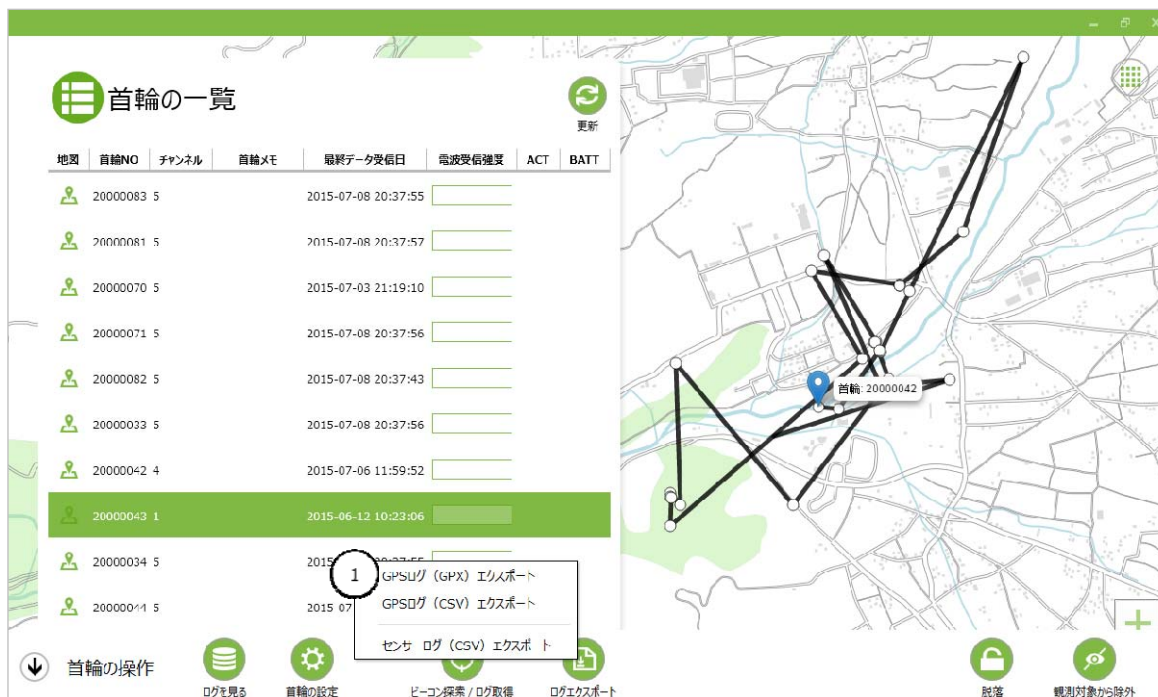 首輪の一覧
更新
地図 首輪NO チャンネル 首輪メモ 最終データ受信日 電波受信強度 ACT BATT
20000083 5 2015-07-08 20:37:55
20000081 5 2015-07-08 20:37:57
20000070 5 2015-07-03 21:19:10
20000071 5 2015-07-08 20:37:56
20000082 5 2015-07-08 20:37:43
20000033 5 2015-07-08 20:37:56
20000042 4 2015-07-06 11:59:52
20000043 1 2015-06-12 10:23:06
20000034 5
5 2015-07
首輪: 20000042
1
GPSログ（GPX）エクスポート
GPSログ（CSV）エクスポート
センサーログ（CSV）エクスポート
首輪の操作
ログを見る
首輪の設定
ビーコン探索 / ログ取得
ログエクスポート
脱落
観測対象から除外